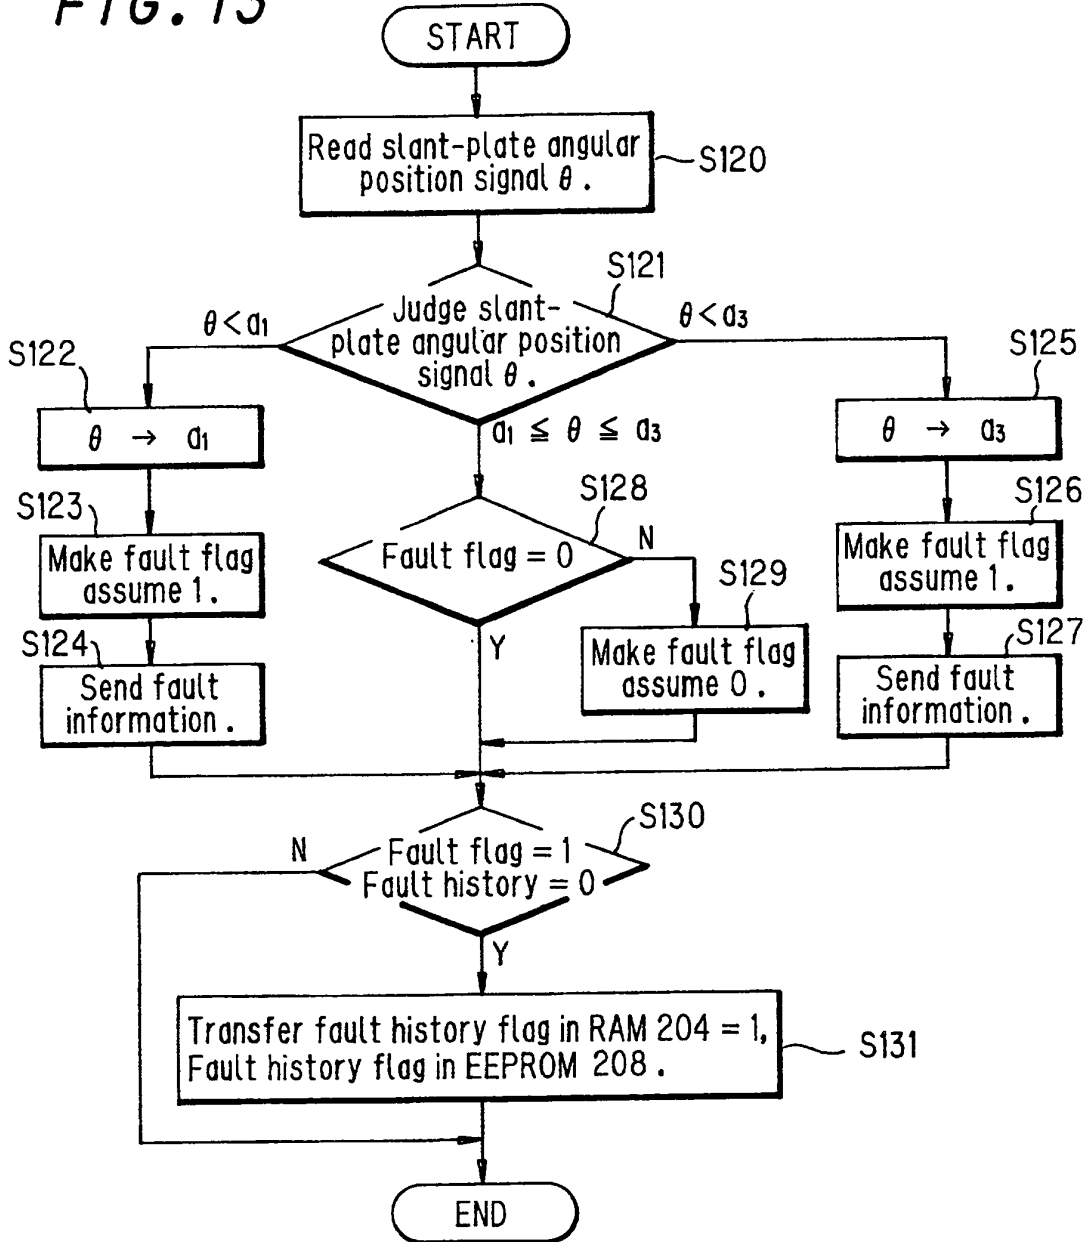 FIG. 13
START
Read slant-plate angular
position signal θ .
S120
S121
Judge slant-
plate angular position
signal θ .
θ < a1
θ < a3
a1 ≦ θ ≦ a3
S122
θ → a1
S125
θ → a3
S123
Make fault flag
assume 1 .
S128
Fault flag = 0
N
Y
S126
Make fault flag
assume 1 .
S124
Send fault
information .
S129
Make fault flag
assume 0 .
S127
Send fault
information .
S130
Fault flag = 1
Fault history = 0
N
Y
Transfer fault history flag in RAM 204 = 1,
Fault history flag in EEPROM 208 .
S131
END